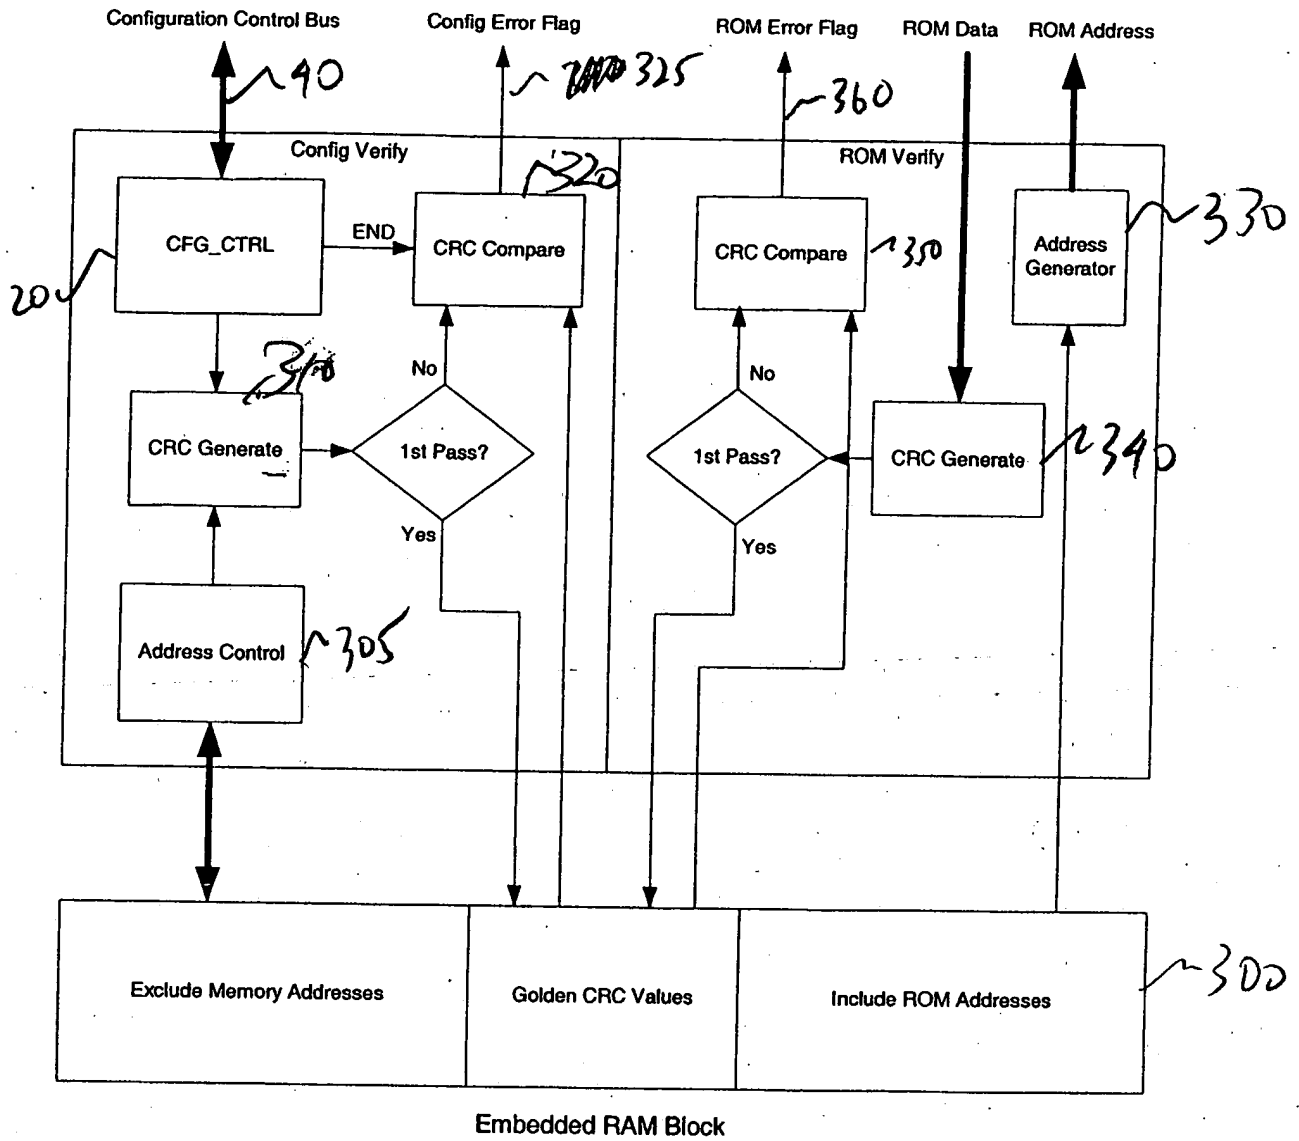 Configuration Control Bus
Config Error Flag
ROM Error Flag
ROM Data
ROM Address
40
325
360
Config Verify
ROM Verify
320
CFG_CTRL
END
CRC Compare
CRC Compare
350
Address
Generator
330
20
310
No
No
CRC Generate
1st Pass?
1st Pass?
CRC Generate
340
Yes
Yes
Address Control
305
Exclude Memory Addresses
Golden CRC Values
Include ROM Addresses
300
Embedded RAM Block